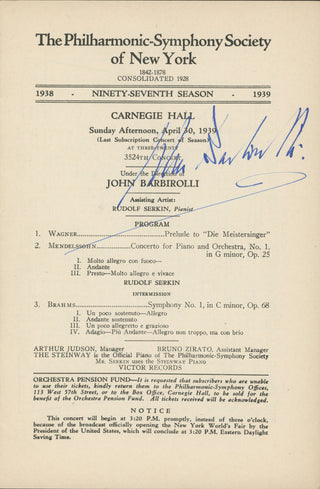 The Philharmonic-Symphony Society
of New York
1842-1878
CONSOLIDATED 1928
1938 - NINETY-SEVENTH SEASON - 1939
CARNEGIE HALL
Sunday Afternoon, April 30, 1939
(Last Subscription Concert of Season)
AT THREE-TWENTY
3524TH CONCERT
Under the Direction of
JOHN BARBIROLLI
Assisting Artist:
RUDOLF SERKIN, Pianist
PROGRAM
1. WAGNER Prelude to "Die Meistersinger"
2. MENDELSSOHN Concerto for Piano and Orchestra, No. 1,
in G minor, Op. 25
I. Molto allegro con fuoco—
II. Andante
III. Presto—Molto allegro e vivace
RUDOLF SERKIN
INTERMISSION
3. BRAHMS Symphony No. 1, in C minor, Op. 68
I. Un poco sostenuto—Allegro
II. Andante sostenuto
III. Un poco allegretto e grazioso
IV. Adagio—Più Andante—Allegro non troppo, ma con brio
ARTHUR JUDSON, Manager BRUNO ZIRATO, Assistant Manager
THE STEINWAY is the Official Piano of The Philharmonic-Symphony Society
MR. SERKIN uses the STEINWAY PIANO
VICTOR RECORDS
ORCHESTRA PENSION FUND—It is requested that subscribers who are unable
to use their tickets, kindly return them to the Philharmonic-Symphony Offices,
113 West 57th Street, or to the Box Office, Carnegie Hall, to be sold for the
benefit of the Orchestra Pension Fund. All tickets received will be acknowledged.
NOTICE
This concert will begin at 3:20 P.M. promptly, instead of three o'clock,
because of the broadcast officially opening the New York World's Fair by the
President of the United States, which will conclude at 3:20 P.M. Eastern Daylight
Saving Time.